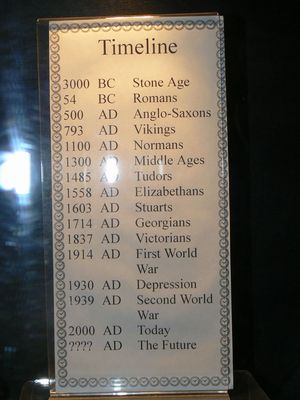 Timeline
3000 BC Stone Age
54 BC Romans
500 AD Anglo-Saxons
793 AD Vikings
1100 AD Normans
1300 AD Middle Ages
1485 AD Tudors
1558 AD Elizabethans
1603 AD Stuarts
1714 AD Georgians
1837 AD Victorians
1914 AD First World
War
1930 AD Depression
1939 AD Second World
War
2000 AD Today
???? AD The Future